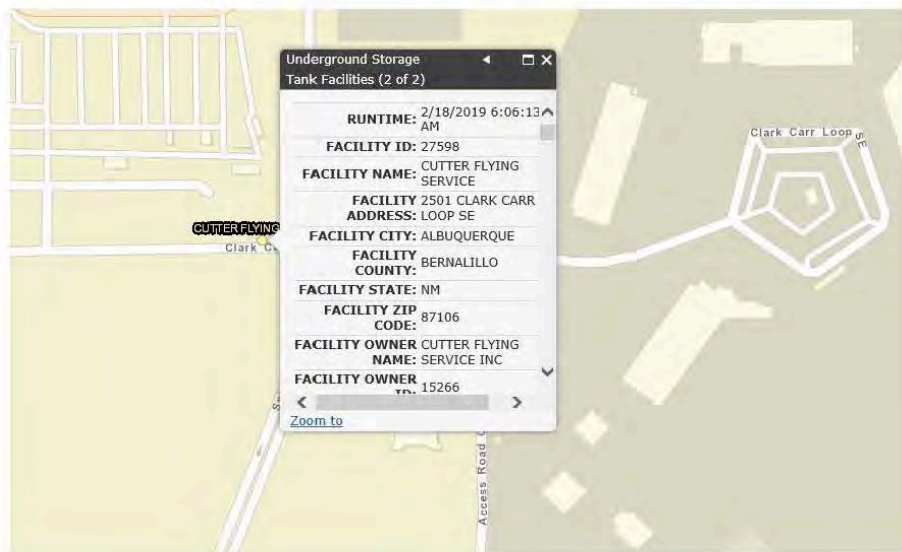 Underground Storage
Tank Facilities (2 of 2)
RUNTIME: 2/18/2019 6:06:13
AM
FACILITY ID: 27598
FACILITY NAME: CUTTER FLYING
SERVICE
FACILITY ADDRESS: 2501 CLARK CARR
LOOP SE
FACILITY CITY: ALBUQUERQUE
FACILITY COUNTY: BERNALILLO
FACILITY STATE: NM
FACILITY ZIP CODE: 87106
FACILITY OWNER NAME: CUTTER FLYING
SERVICE INC
FACILITY OWNER ID: 15266
Zoom to
CUTTER FLYING
Clark C
Clark Carr Loop SE
Access Road